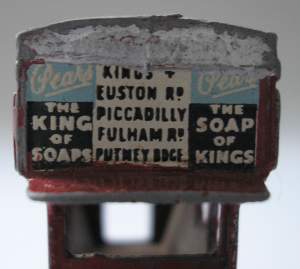 Pears
THE
KING
OF
SOAPS
KINGS +
EUSTON RD
PICCADILLY
FULHAM RD
PUTNEY BDGE
Pears
THE
SOAP
OF
KINGS